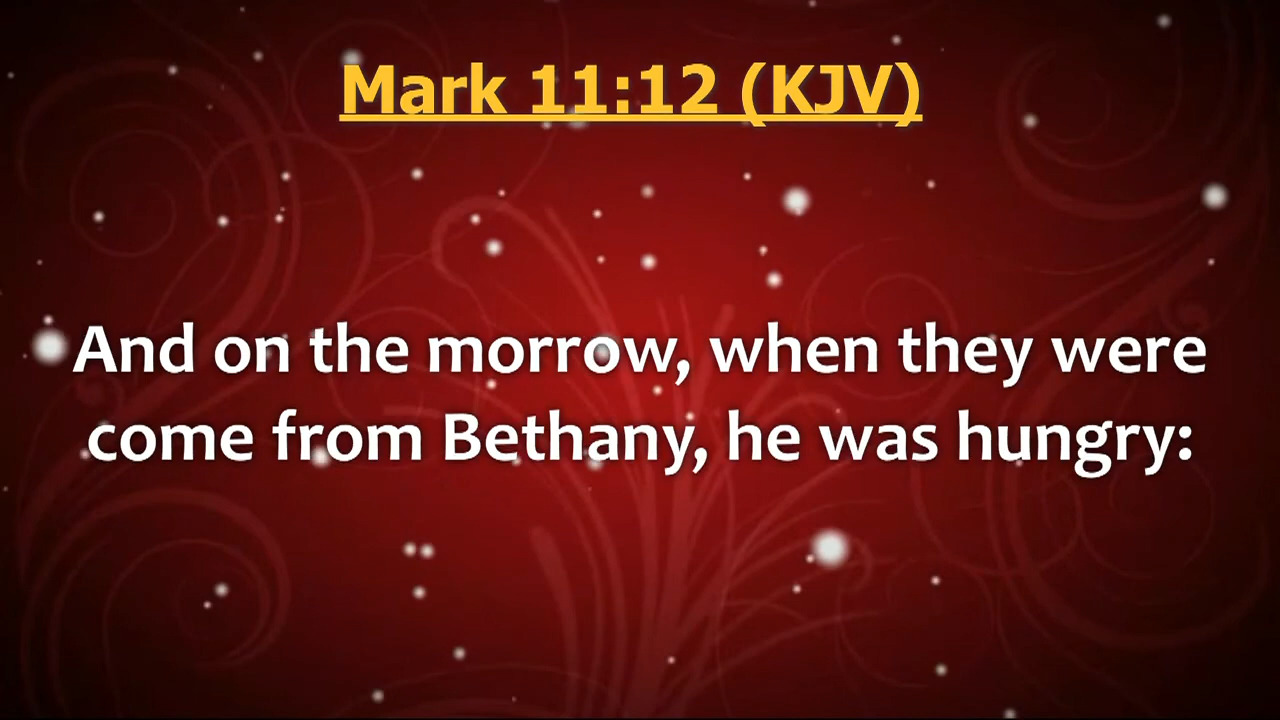 Mark 11:12 (KJV)
And on the morrow, when they were
come from Bethany, he was hungry: